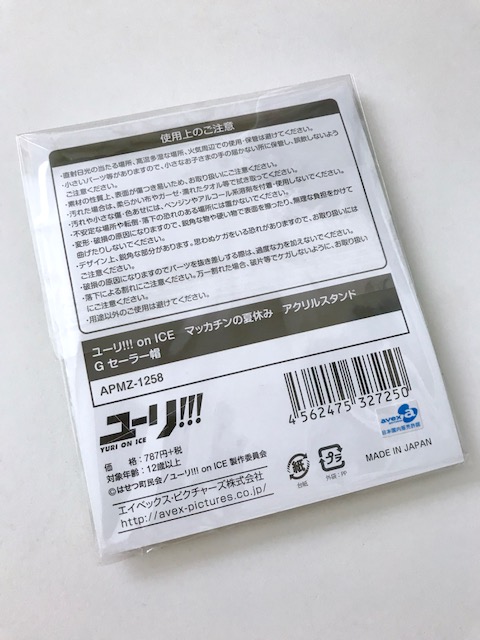 使用上のご注意
・直射日光の当たる場所、高温多湿な場所、火気周辺での使用・保管は避けてください。
・小さいパーツ等がありますので、小さなお子さまの手の届かない所に保管し、誤飲しないよう
ご注意ください。
・素材の性質上、表面が傷つき易いため、お取り扱いにご注意ください。
・汚れた場合は、柔らかい布やガーゼ・濡れたタオル等で拭き取ってください。
・汚れや小さな傷・色あせには、ベンジンやアルコール系溶剤を付着・使用しないでください。
・不安定な場所や転倒・落下の恐れのある場所には置かないでください。
・変形・破損の原因になりますので、鋭角な物や硬い物で表面を擦ったり、無理な負担をかけて
曲げたりしないでください。
・デザイン上、鋭角な部分があります。思わぬケガをいる恐れがありますので、お取り扱いには
ご注意ください。
・破損の原因になりますのでパーツを抜き差しする際は、過度な力を加えないでください。
・落下による割れにご注意ください。万一割れた場合、破片等でケガしないように、お取り扱い
にご注意ください。
・用途以外のご使用は避けてください。
ユーリ!!! on ICE マッカチンの夏休み アクリルスタンド
G セーラー帽
APMZ-1258
4 562475 327250
ユーリ!!!
YURI ON ICE
avex
日本国内販売許諾
価 格：787円+税
対象年齢：12歳以上
©はせつ町民会/ユーリ!!! on ICE 製作委員会
エイベックス・ピクチャーズ株式会社
http://avex-pictures.co.jp/
紙
台紙
プラ
外袋：PP
MADE IN JAPAN